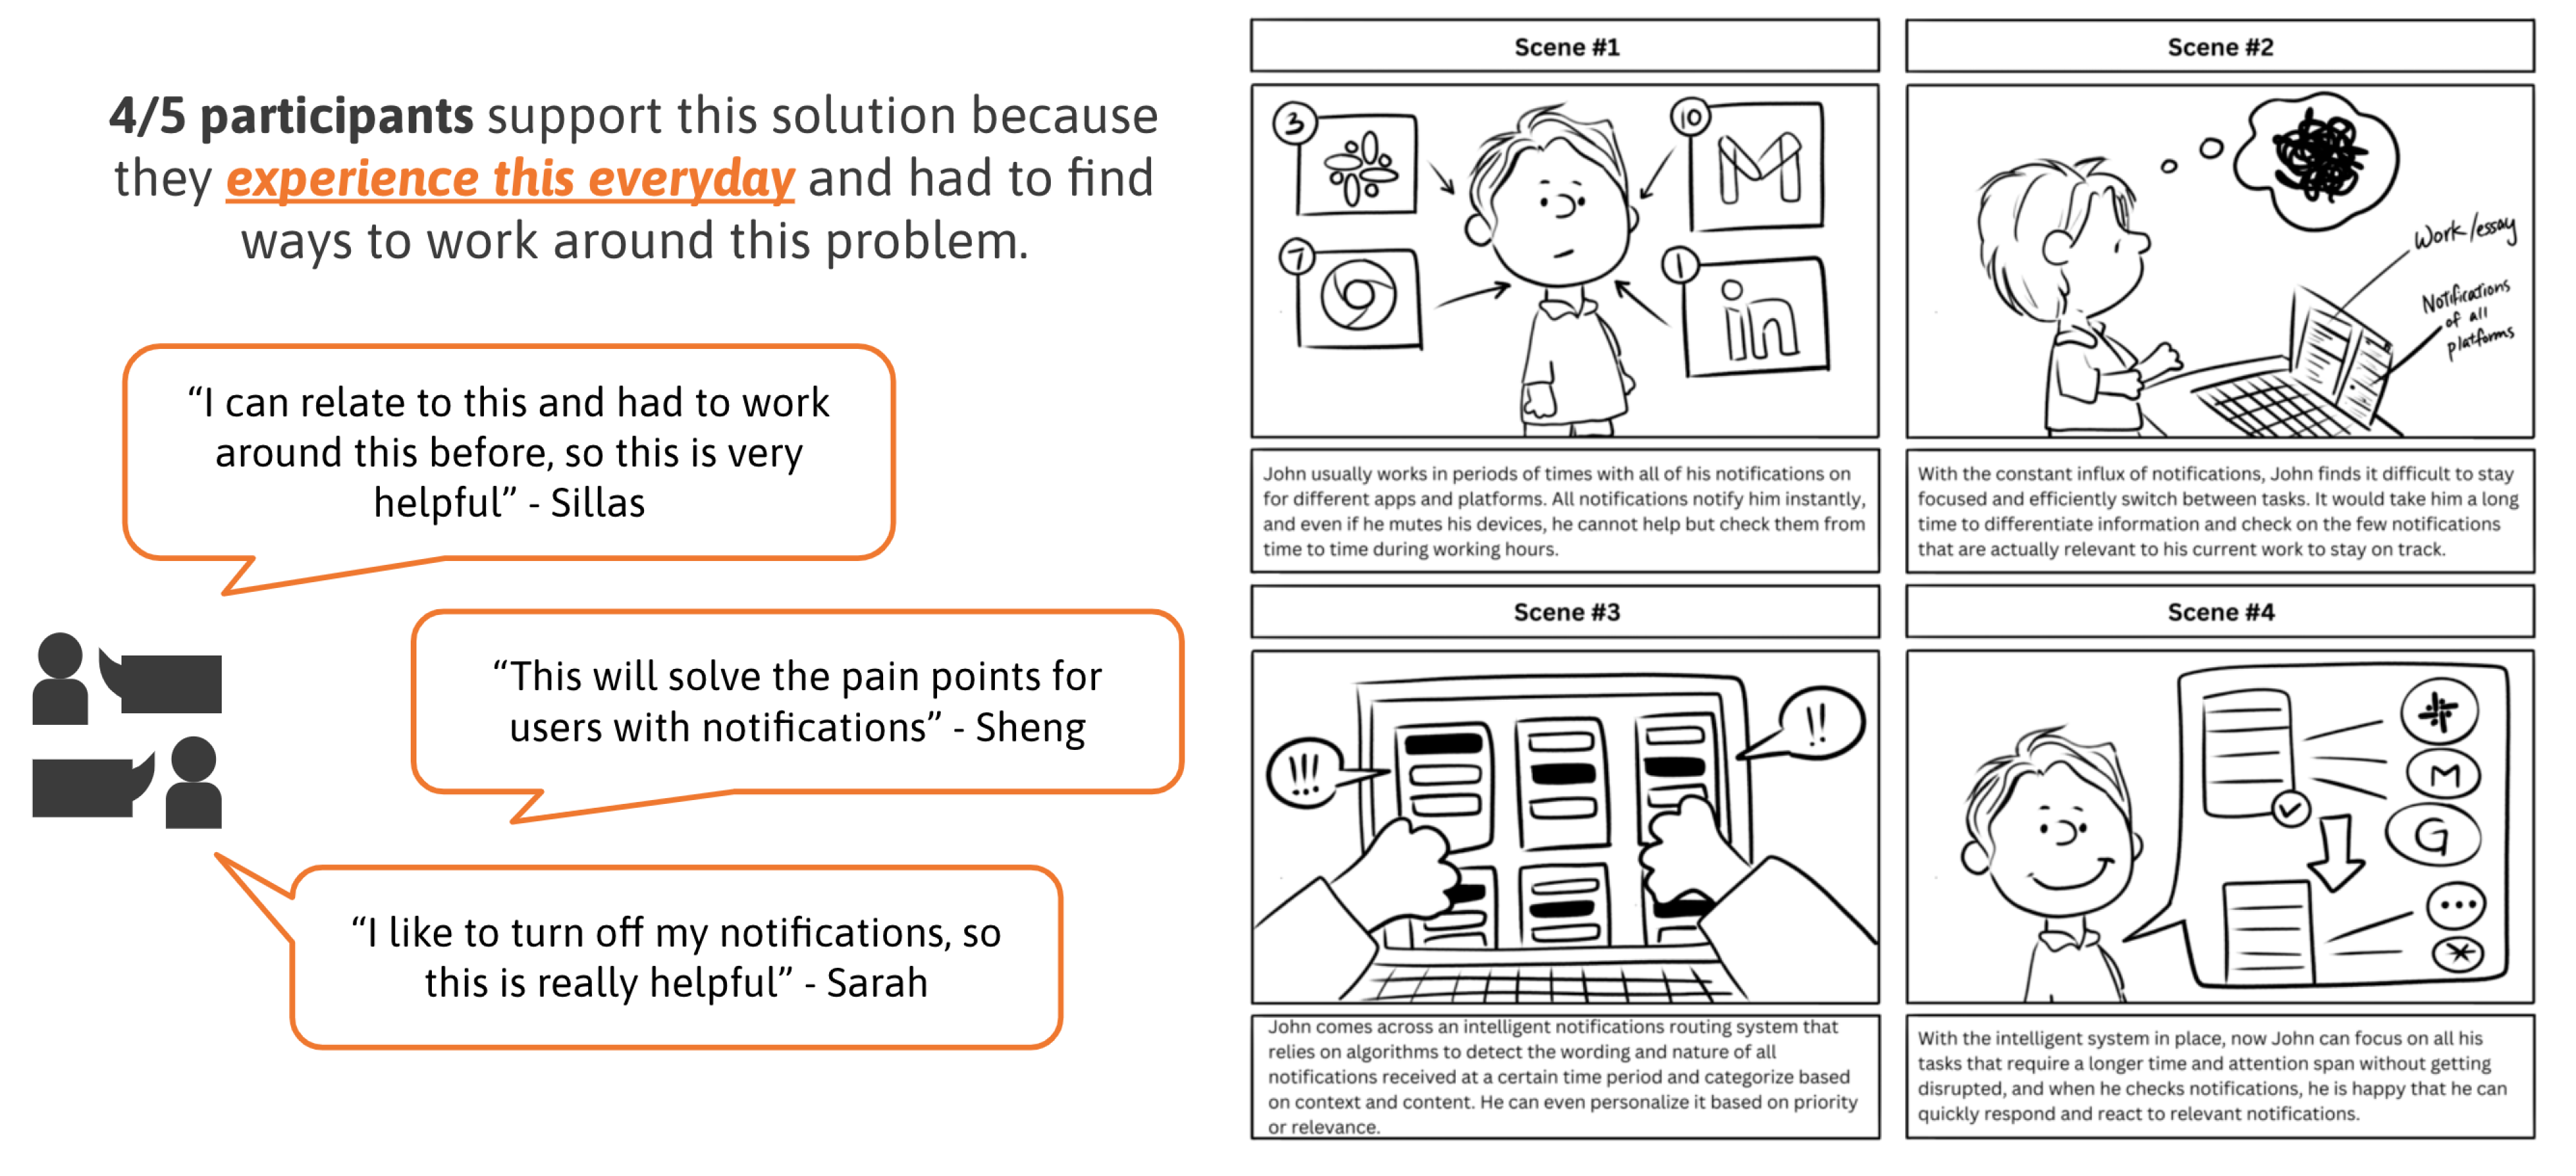 4/5 participants support this solution because
they experience this everyday and had to find
ways to work around this problem.
“I can relate to this and had to work
around this before, so this is very
helpful” - Sillas
“This will solve the pain points for
users with notifications” - Sheng
“I like to turn off my notifications, so
this is really helpful” - Sarah
Scene #1
3
10
M
7
1
in
John usually works in periods of times with all of his notifications on
for different apps and platforms. All notifications notify him instantly,
and even if he mutes his devices, he cannot help but check them from
time to time during working hours.
Scene #2
Work/essay
Notifications
of all
platforms
With the constant influx of notifications, John finds it difficult to stay
focused and efficiently switch between tasks. It would take him a long
time to differentiate information and check on the few notifications
that are actually relevant to his current work to stay on track.
Scene #3
!!!
!!
John comes across an intelligent notifications routing system that
relies on algorithms to detect the wording and nature of all
notifications received at a certain time period and categorize based
on context and content. He can even personalize it based on priority
or relevance.
Scene #4
M
G
With the intelligent system in place, now John can focus on all his
tasks that require a longer time and attention span without getting
disrupted, and when he checks notifications, he is happy that he can
quickly respond and react to relevant notifications.